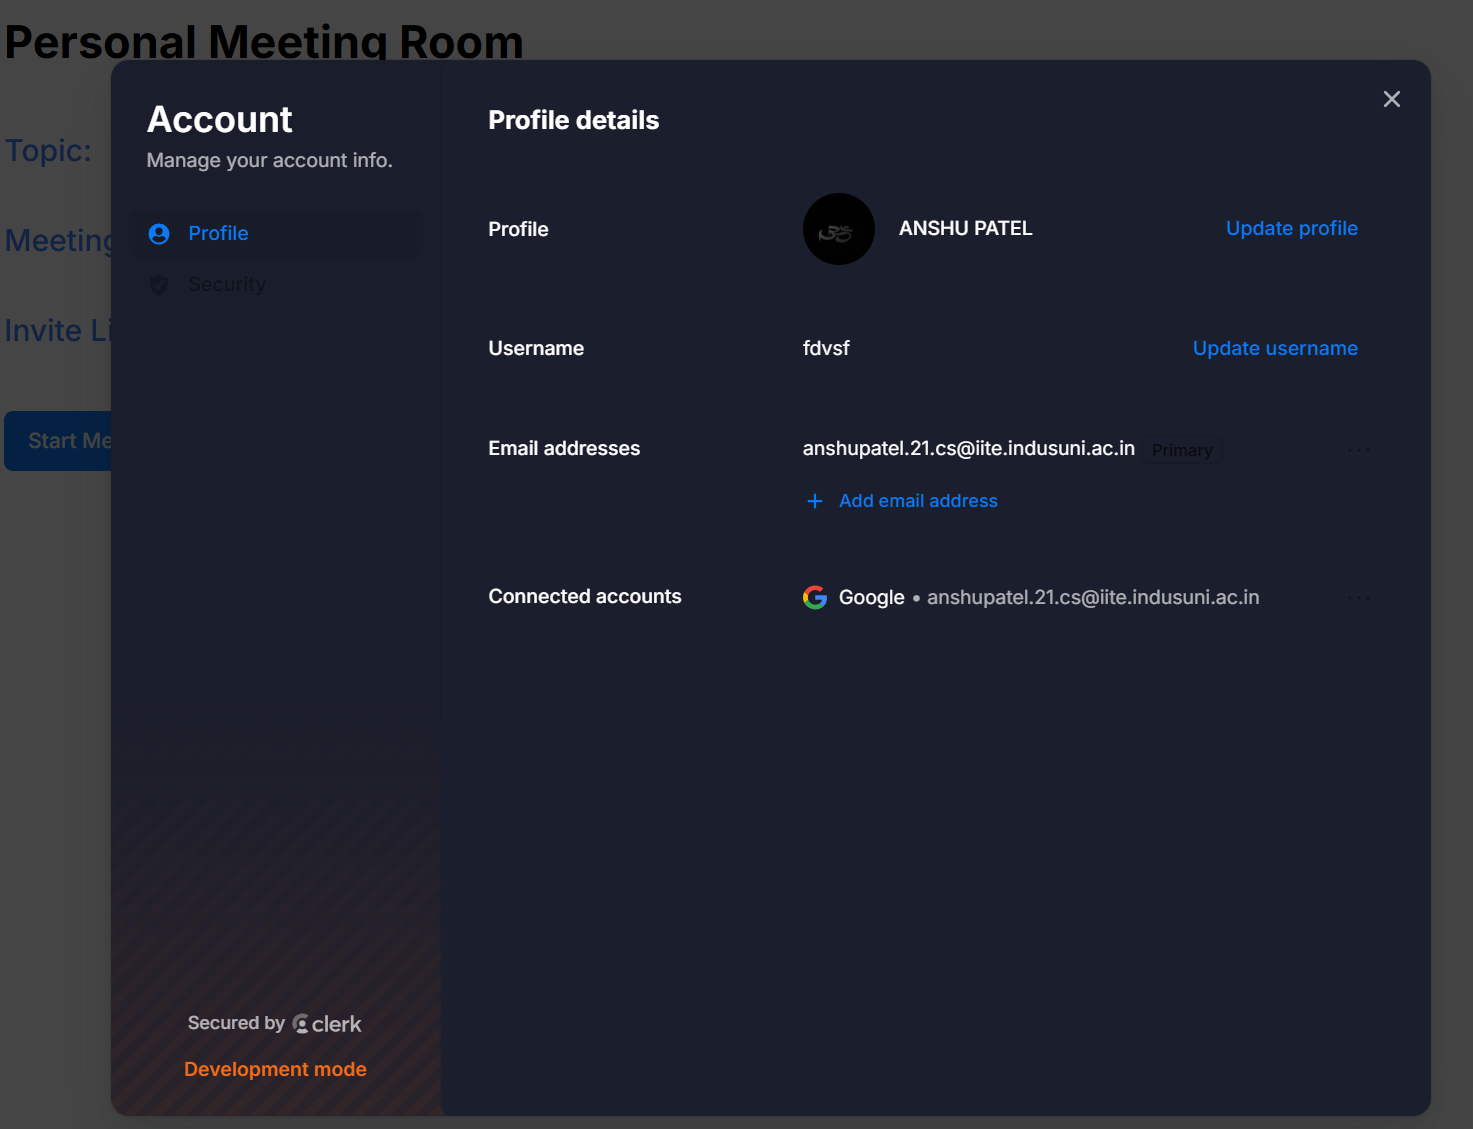 Personal Meeting Room
Topic:
Meeting
Invite Li
Start Me
Account
Manage your account info.
Profile
Security
Secured by clerk
Development mode
Profile details
Profile
ANSHU PATEL
Update profile
Username
fdvsf
Update username
Email addresses
anshupatel.21.cs@iite.indusuni.ac.in Primary
+ Add email address
Connected accounts
Google • anshupatel.21.cs@iite.indusuni.ac.in